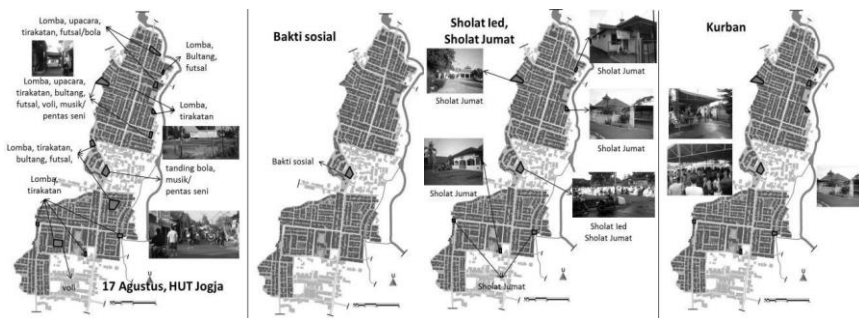 Lomba, upacara,
tirakatan, futsal/bola
Lomba,
Bultang,
futsal
Lomba, upacara,
tirakatan, bultang,
futsal, voli, musik/
pentas seni
Lomba,
tirakatan
Lomba, tirakatan,
bultang, futsal,
tanding bola,
musik/
pentas seni
Lomba,
tirakatan
voli
17 Agustus, HUT Jogja
U
Bakti sosial
Bakti sosial
U
Sholat Ied,
Sholat Jumat
Sholat Jumat
Sholat Jumat
Sholat Jumat
Sholat Jumat
Sholat Ied
Sholat Jumat
Sholat Jumat
U
Kurban
U